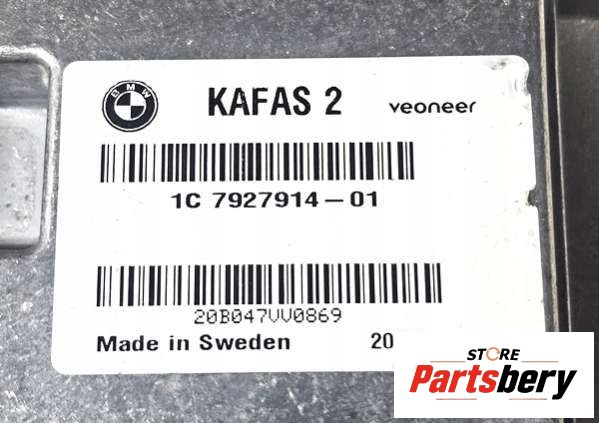 BMW KAFAS 2 veoneer
1C 7927914-01
20B047VV0869
Made in Sweden 20
STORE
Partsbery